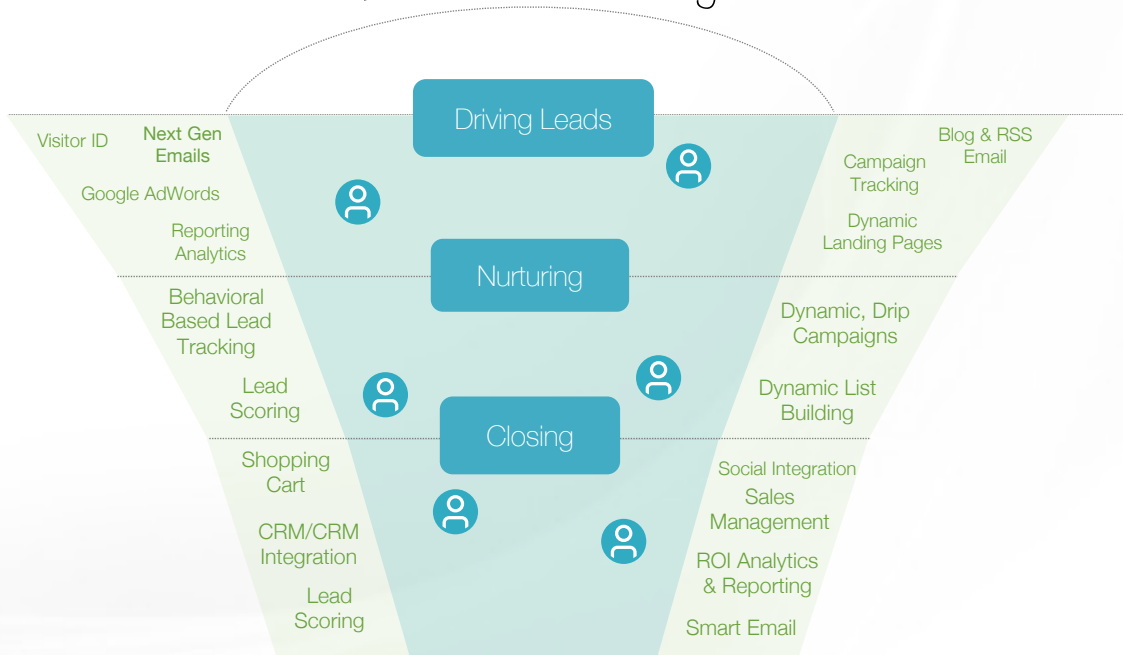 Driving Leads
Visitor ID
Next Gen
Emails
Google AdWords
Reporting
Analytics
Blog & RSS
Email
Campaign
Tracking
Dynamic
Landing Pages
Nurturing
Behavioral
Based Lead
Tracking
Lead
Scoring
Dynamic, Drip
Campaigns
Dynamic List
Building
Closing
Shopping
Cart
CRM/CRM
Integration
Lead
Scoring
Social Integration
Sales
Management
ROI Analytics
& Reporting
Smart Email